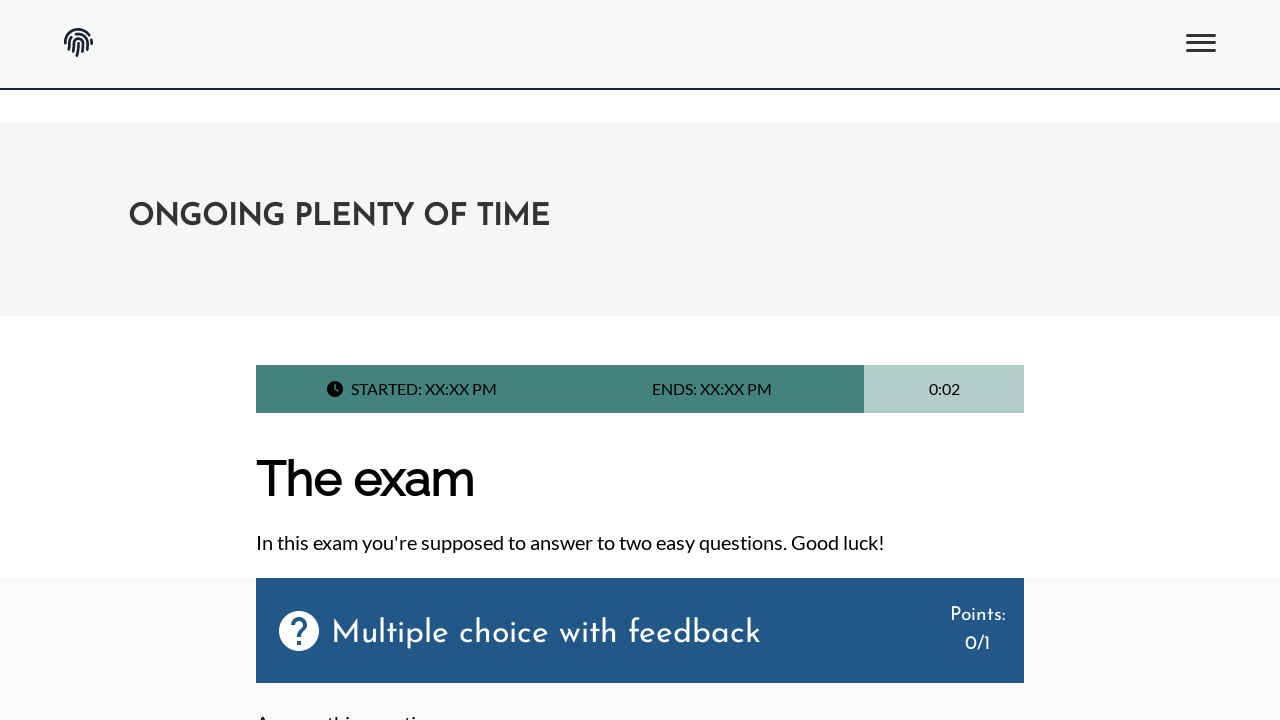 ONGOING PLENTY OF TIME
STARTED: XX:XX PM ENDS: XX:XX PM 0:02
The exam
In this exam you're supposed to answer to two easy questions. Good luck!
Multiple choice with feedback
Points:
0/1